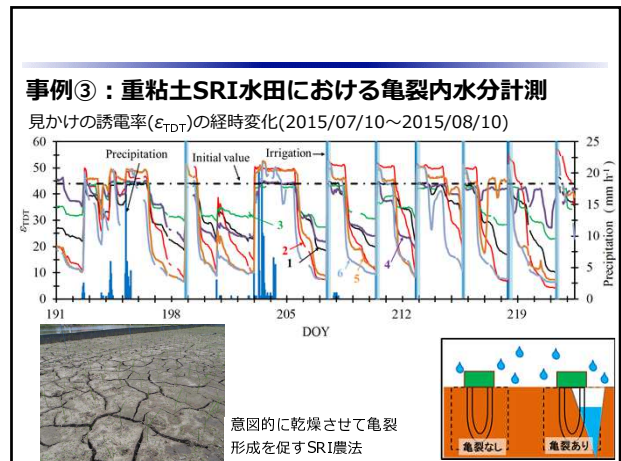 事例③：重粘土SRI水田における亀裂内水分計測
見かけの誘電率(εTDT)の経時変化(2015/07/10～2015/08/10)
60
50
40
30
20
10
0
εTDT
Precipitation
Initial value
Irrigation
3
2
1
6
5
4
25
20
15
10
5
0
Precipitation ( mm h⁻¹)
191
198
205
212
219
DOY
意図的に乾燥させて亀裂
形成を促すSRI農法
亀裂なし
亀裂あり